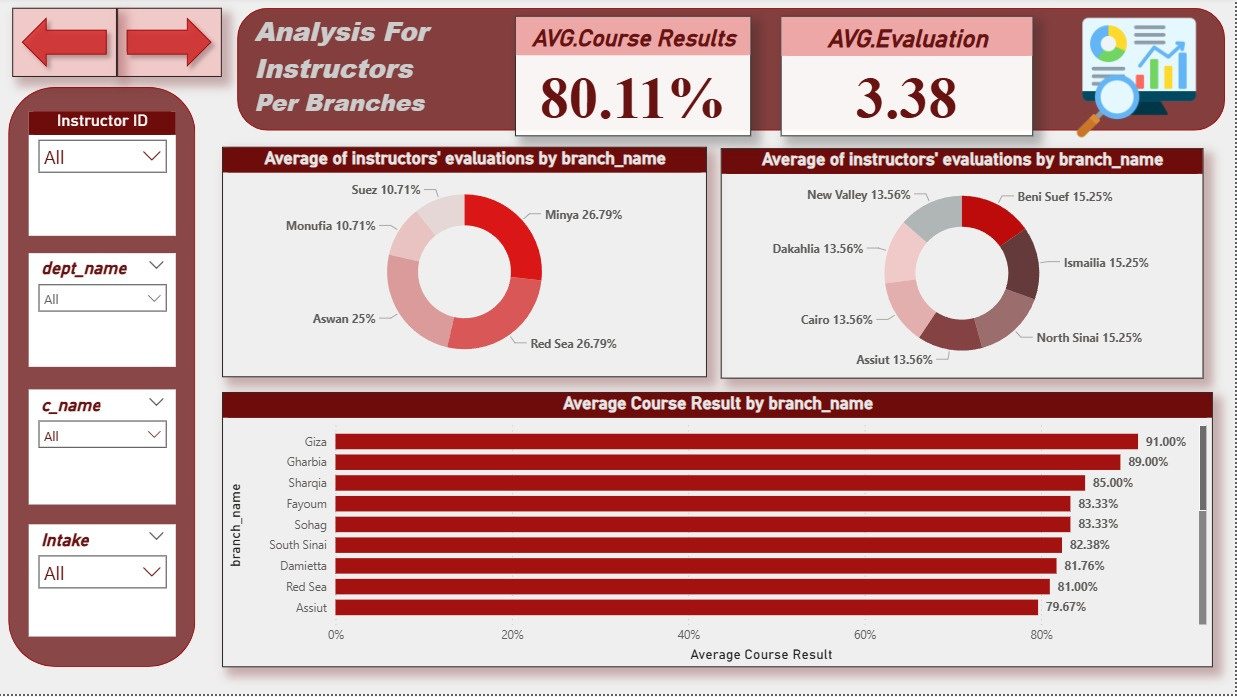 Analysis For
Instructors
Per Branches
AVG.Course Results
80.11%
AVG.Evaluation
3.38
Instructor ID
All
dept_name
All
c_name
All
Intake
All
Average of instructors' evaluations by branch_name
Suez 10.71%
Minya 26.79%
Monufia 10.71%
Aswan 25%
Red Sea 26.79%
Average of instructors' evaluations by branch_name
New Valley 13.56%
Beni Suef 15.25%
Dakahlia 13.56%
Ismailia 15.25%
Cairo 13.56%
North Sinai 15.25%
Assiut 13.56%
Average Course Result by branch_name
branch_name
Giza 91.00%
Gharbia 89.00%
Sharqia 85.00%
Fayoum 83.33%
Sohag 83.33%
South Sinai 82.38%
Damietta 81.76%
Red Sea 81.00%
Assiut 79.67%
0% 20% 40% 60% 80%
Average Course Result